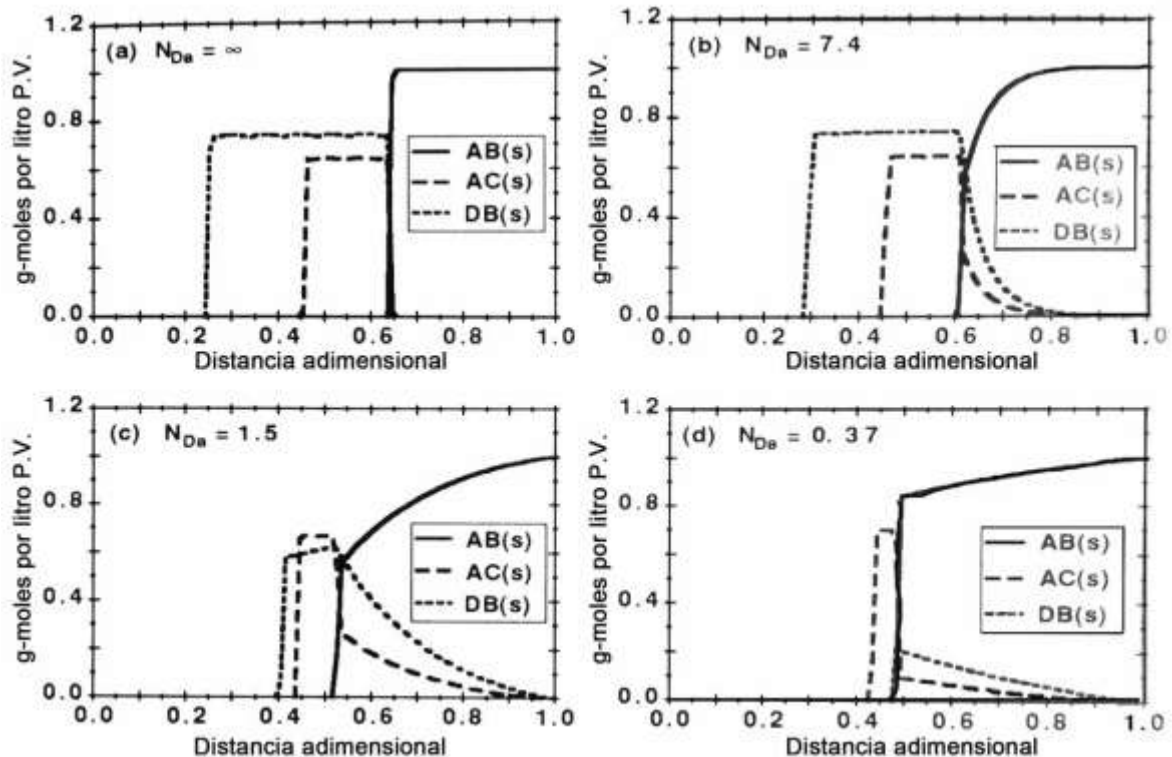 (a) N_Da = ∞
g-moles por litro P.V.
1.2
0.8
0.4
0.0
AB(s)
AC(s)
DB(s)
0.0 0.2 0.4 0.6 0.8 1.0
Distancia adimensional
(b) N_Da = 7.4
g-moles por litro P.V.
1.2
0.8
0.4
0.0
AB(s)
AC(s)
DB(s)
0.0 0.2 0.4 0.6 0.8 1.0
Distancia adimensional
(c) N_Da = 1.5
g-moles por litro P.V.
1.2
0.8
0.4
0.0
AB(s)
AC(s)
DB(s)
0.0 0.2 0.4 0.6 0.8 1.0
Distancia adimensional
(d) N_Da = 0. 37
g-moles por litro P.V.
1.2
0.8
0.4
0.0
AB(s)
AC(s)
DB(s)
0.0 0.2 0.4 0.6 0.8 1.0
Distancia adimensional